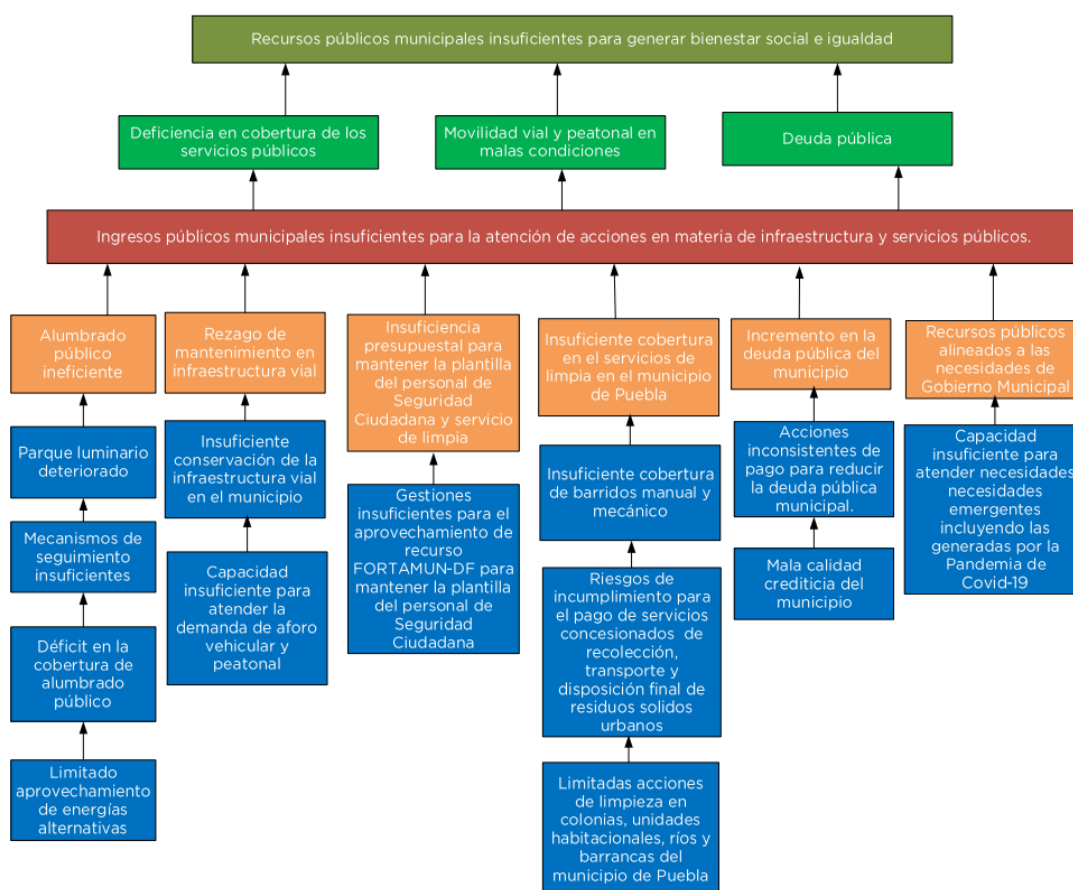 Recursos públicos municipales insuficientes para generar bienestar social e igualdad
Deficiencia en cobertura de los
servicios públicos
Movilidad vial y peatonal en
malas condiciones
Deuda pública
Ingresos públicos municipales insuficientes para la atención de acciones en materia de infraestructura y servicios públicos.
Alumbrado
público
ineficiente
Parque luminario
deteriorado
Mecanismos de
seguimiento
insuficientes
Déficit en la
cobertura de
alumbrado
público
Limitado
aprovechamiento
de energías
alternativas
Rezago de
mantenimiento en
infraestructura vial
Insuficiente
conservación de la
infraestructura vial
en el municipio
Capacidad
insuficiente para
atender la
demanda de aforo
vehicular y
peatonal
Insuficiencia
presupuestal para
mantener la plantilla
del personal de
Seguridad
Ciudadana y servicio
de limpia
Gestiones
insuficientes para el
aprovechamiento de
recurso
FORTAMUN-DF para
mantener la plantilla
del personal de
Seguridad
Ciudadana
Insuficiente cobertura
en el servicios de
limpia en el municipio
de Puebla
Insuficiente cobertura
de barridos manual y
mecánico
Riesgos de
incumplimiento para
el pago de servicios
concesionados de
recolección,
transporte y
disposición final de
residuos solidos
urbanos
Limitadas acciones
de limpieza en
colonias, unidades
habitacionales, ríos y
barrancas del
municipio de Puebla
Incremento en la
deuda pública del
municipio
Acciones
inconsistentes de
pago para reducir
la deuda pública
municipal.
Mala calidad
crediticia del
municipio
Recursos públicos
alineados a las
necesidades de
Gobierno Municipal
Capacidad
insuficiente para
atender necesidades
necesidades
emergentes
incluyendo las
generadas por la
Pandemia de
Covid-19